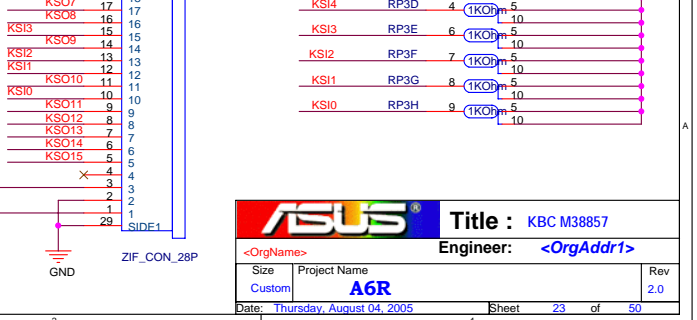 KSO7 17 17
KSO8 16 16
KSI3 15 15
KSO9 14 14
KSI2 13 13
KSI1 12 12
KSO10 11 11
KSI0 10 10
KSO11 9 9
KSO12 8 8
KSO13 7 7
KSO14 6 6
KSO15 5 5
4 4
3 3
2 2
1 1
29 SIDE1
GND
ZIF_CON_28P
KSI4 RP3D 4 1KOhm 5
10
KSI3 RP3E 6 1KOhm 5
10
KSI2 RP3F 7 1KOhm 5
10
KSI1 RP3G 8 1KOhm 5
10
KSI0 RP3H 9 1KOhm 5
10
A
ASUS®
Title : KBC M38857
<OrgName> Engineer: <OrgAddr1>
Size Project Name Rev
Custom A6R 2.0
Date: Thursday, August 04, 2005 Sheet 23 of 50